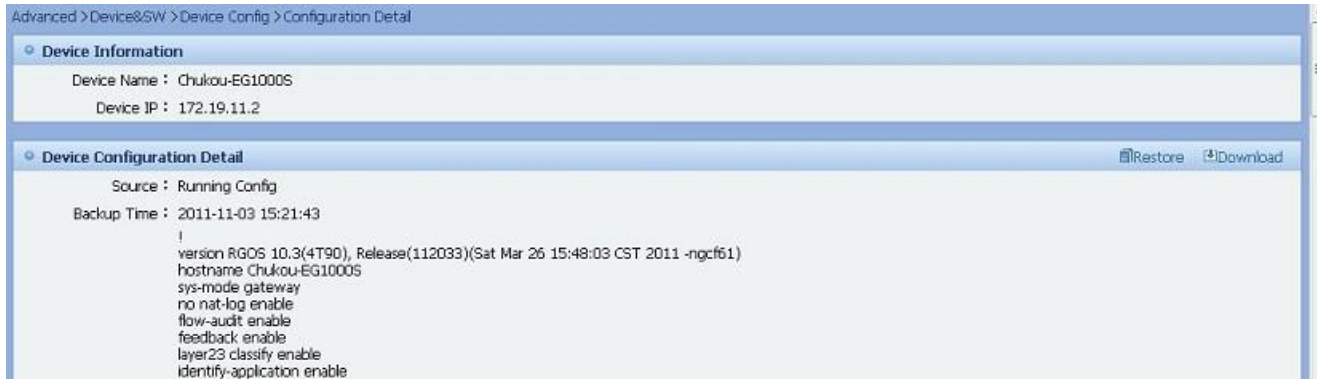 Advanced >Device&SW >Device Config >Configuration Detail
Device Information
Device Name： Chukou-EG1000S
Device IP： 172.19.11.2
Device Configuration Detail Restore Download
Source： Running Config
Backup Time： 2011-11-03 15:21:43
!
version RGOS 10.3(4T90), Release(112033)(Sat Mar 26 15:48:03 CST 2011 -ngcf61)
hostname Chukou-EG1000S
sys-mode gateway
no nat-log enable
flow-audit enable
feedback enable
layer23 classify enable
identify-application enable